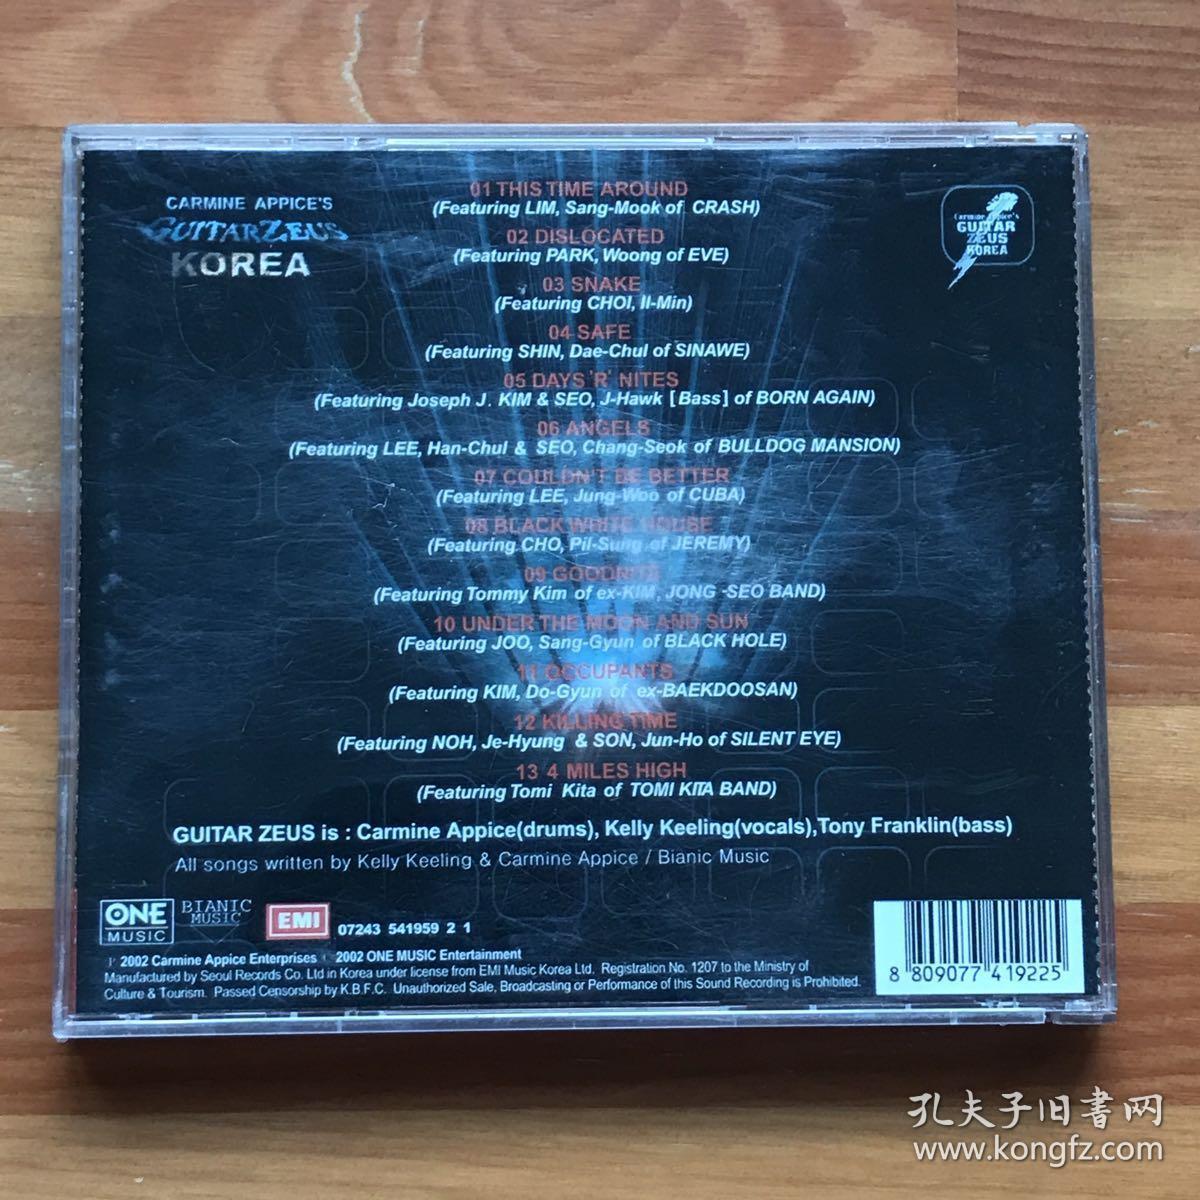 CARMINE APPICE'S
GUITAR ZEUS
KOREA
01 THIS TIME AROUND
(Featuring LIM, Sang-Mook of CRASH)
02 DISLOCATED
(Featuring PARK, Woong of EVE)
03 SNAKE
(Featuring CHOI, Il-Min)
04 SAFE
(Featuring SHIN, Dae-Chul of SINAWE)
05 DAYS 'R' NITES
(Featuring Joseph J. KIM & SEO, J-Hawk [Bass] of BORN AGAIN)
06 ANGELS
(Featuring LEE, Han-Chul & SEO, Chang-Seok of BULLDOG MANSION)
07 COULDN'T BE BETTER
(Featuring LEE, Jung-Woo of CUBA)
08 BLACK WHITE HOUSE
(Featuring CHO, Pil-Sung of JEREMY)
09 GOODNITE
(Featuring Tommy Kim of ex-KIM, JONG-SEO BAND)
10 UNDER THE MOON AND SUN
(Featuring JOO, Sang-Gyun of BLACK HOLE)
11 OCCUPANTS
(Featuring KIM, Do-Gyun of ex-BAEKDOOSAN)
12 KILLING TIME
(Featuring NOH, Je-Hyung & SON, Jun-Ho of SILENT EYE)
13 4 MILES HIGH
(Featuring Tomi Kita of TOMI KITA BAND)
Carmine Appice's
GUITAR
ZEUS
KOREA
GUITAR ZEUS is : Carmine Appice(drums), Kelly Keeling(vocals),Tony Franklin(bass)
All songs written by Kelly Keeling & Carmine Appice / Bianic Music
ONE
MUSIC
BIANIC
MUSIC
EMI
07243 541959 2 1
℗ 2002 Carmine Appice Enterprises 2002 ONE MUSIC Entertainment
Manufactured by Seoul Records Co. Ltd in Korea under license from EMI Music Korea Ltd. Registration No. 1207 to the Ministry of
Culture & Tourism. Passed Censorship by K.B.F.C. Unauthorized Sale, Broadcasting or Performance of this Sound Recording is Prohibited.
8 809077 419225
孔夫子旧书网
www.kongfz.com